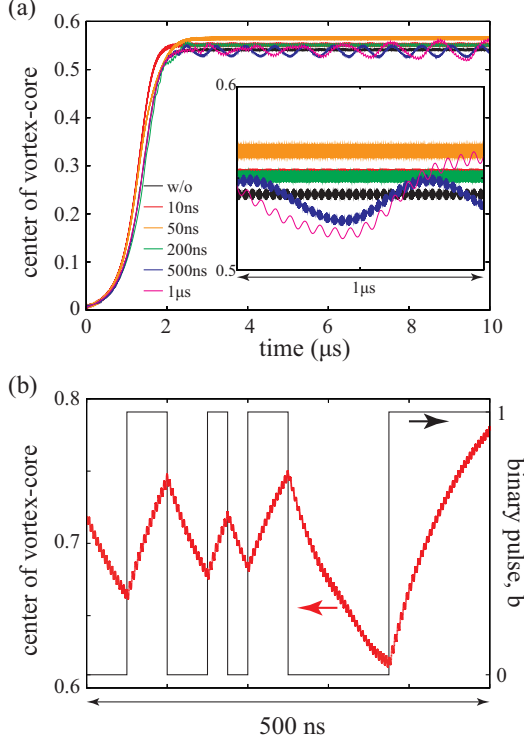 (a)
center of vortex-core
0.6
0.5
0.4
0.3
0.2
0.1
0
w/o
10ns
50ns
200ns
500ns
1μs
0.6
0.5
1μs
0
2
4
6
8
10
time (μs)
(b)
center of vortex-core
0.8
0.7
0.6
1
0
binary pulse, b
500 ns